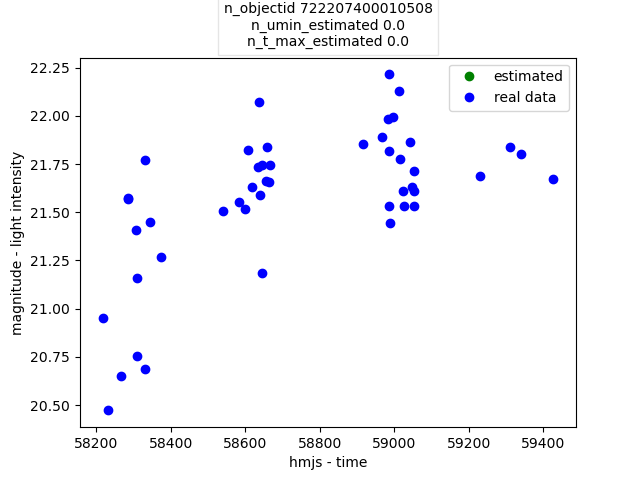 n_objectid 722207400010508
n_umin_estimated 0.0
n_t_max_estimated 0.0
estimated
real data
magnitude - light intensity
22.25
22.00
21.75
21.50
21.25
21.00
20.75
20.50
58200 58400 58600 58800 59000 59200 59400
hmjs - time